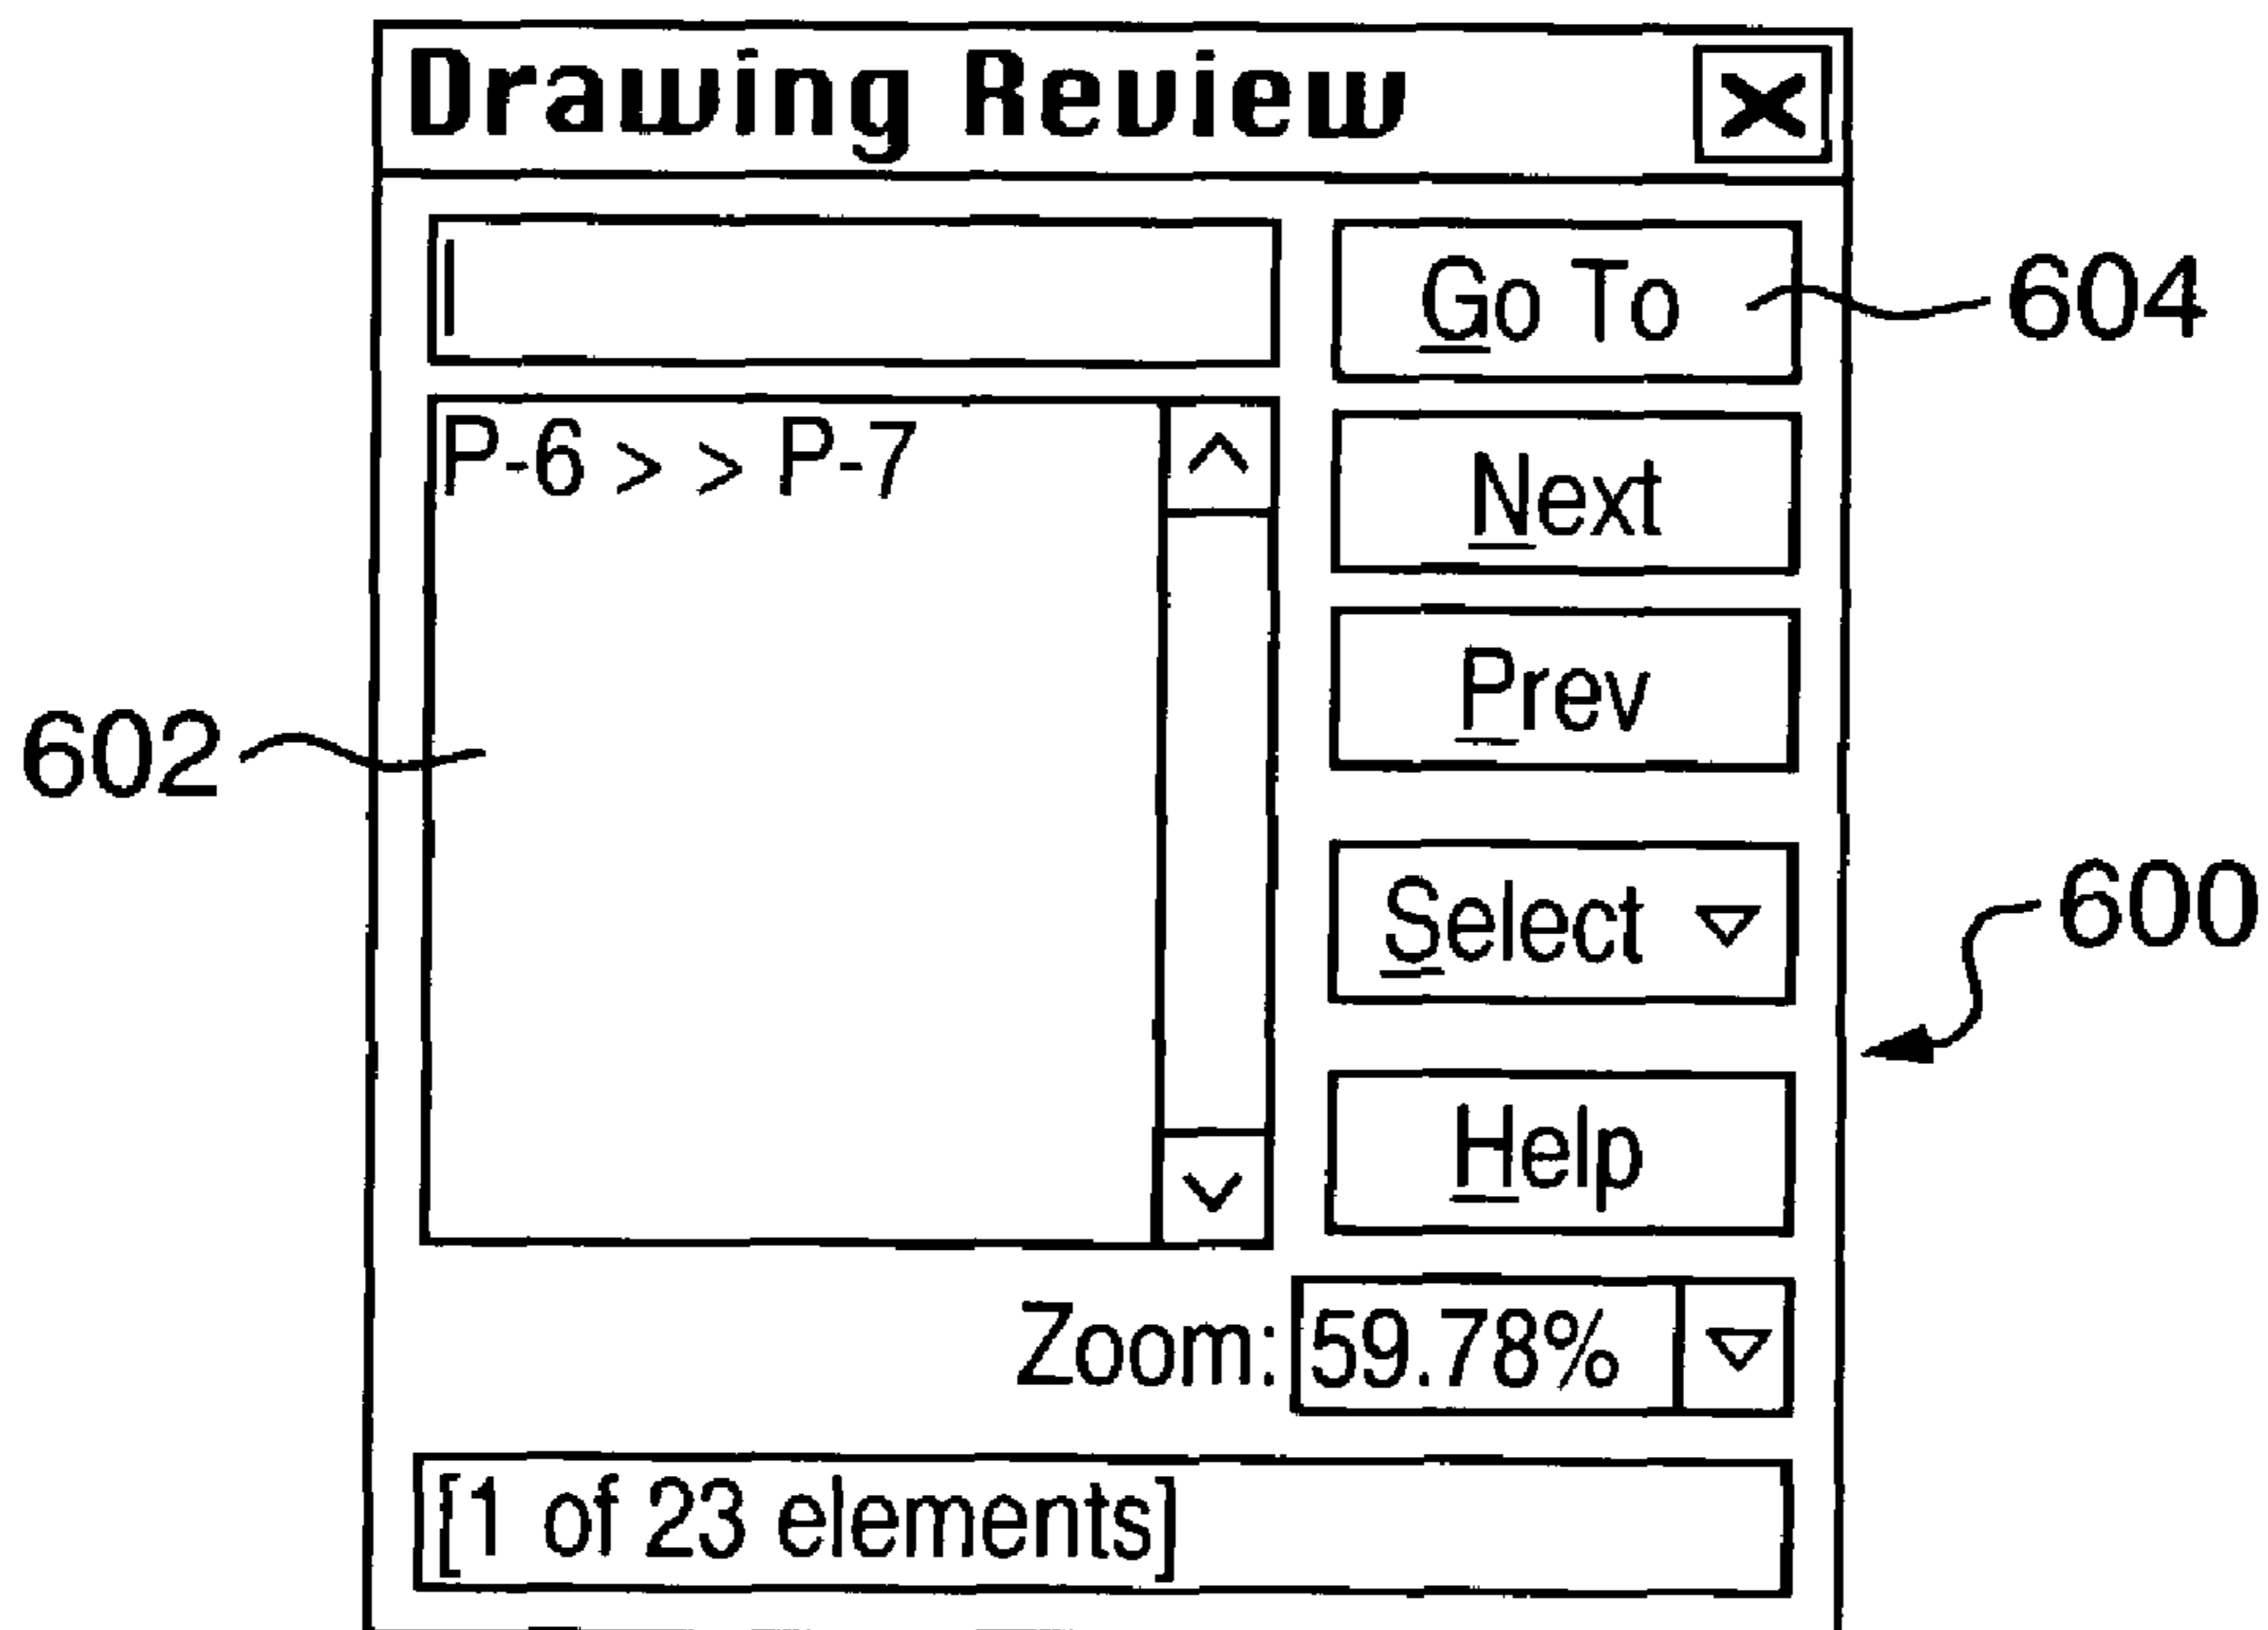 Drawing Review
Go To
604
P-6 > > P-7
Next
Prev
602
Select
600
Help
Zoom: 59.78%
[1 of 23 elements]